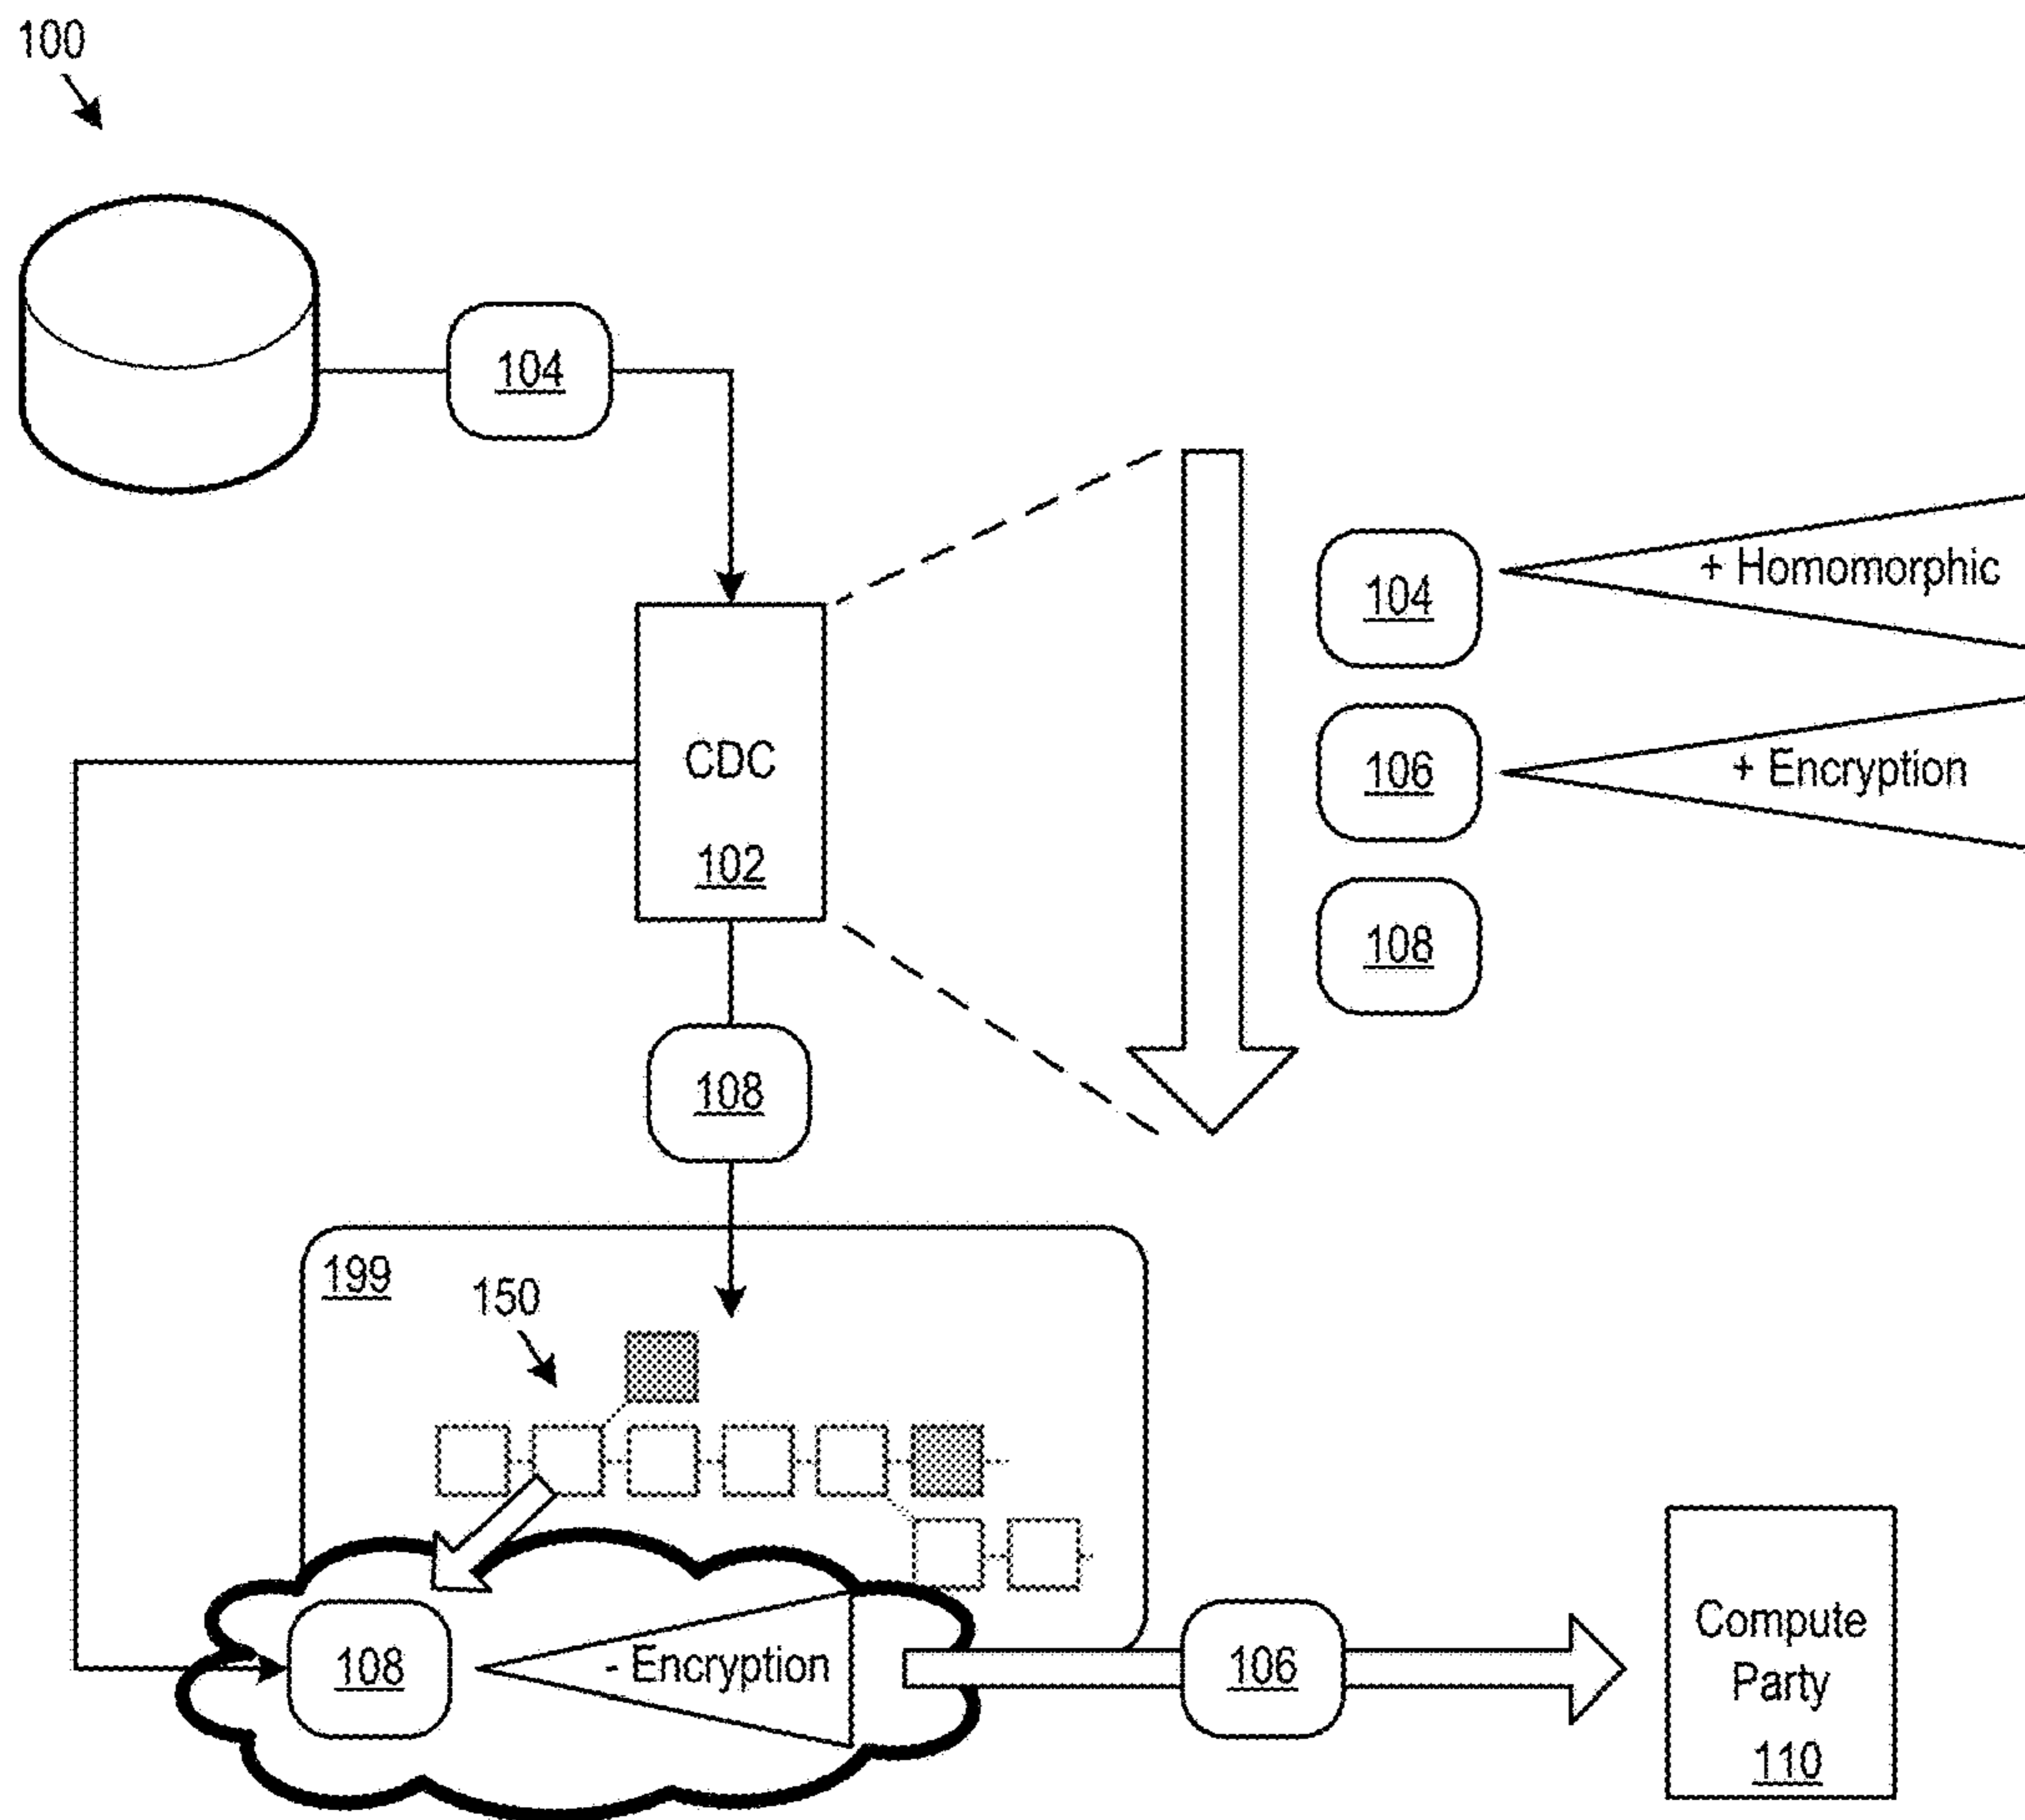 100
104
104
+ Homomorphic
CDC
102
106
+ Encryption
108
108
199
150
108
- Encryption
106
Compute
Party
110